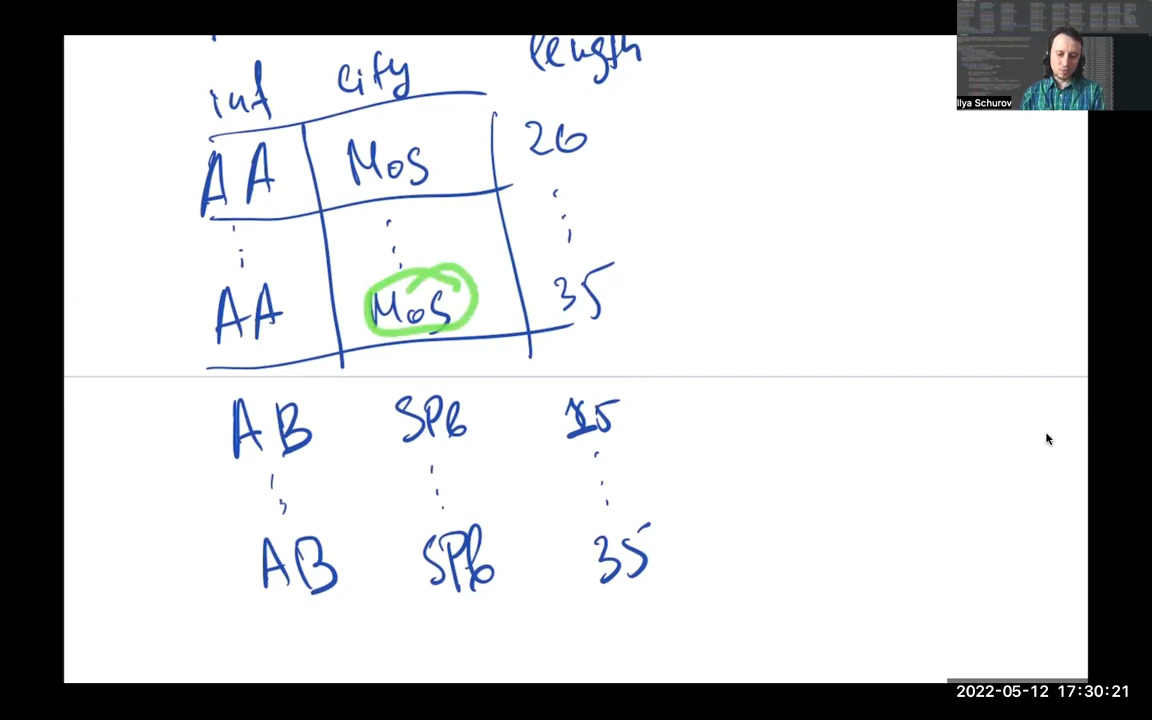 inf city length
AA MoS 26
AA MoS 35
AB SPb 15
AB SPb 35
Ilya Schurov
2022-05-12 17:30:21